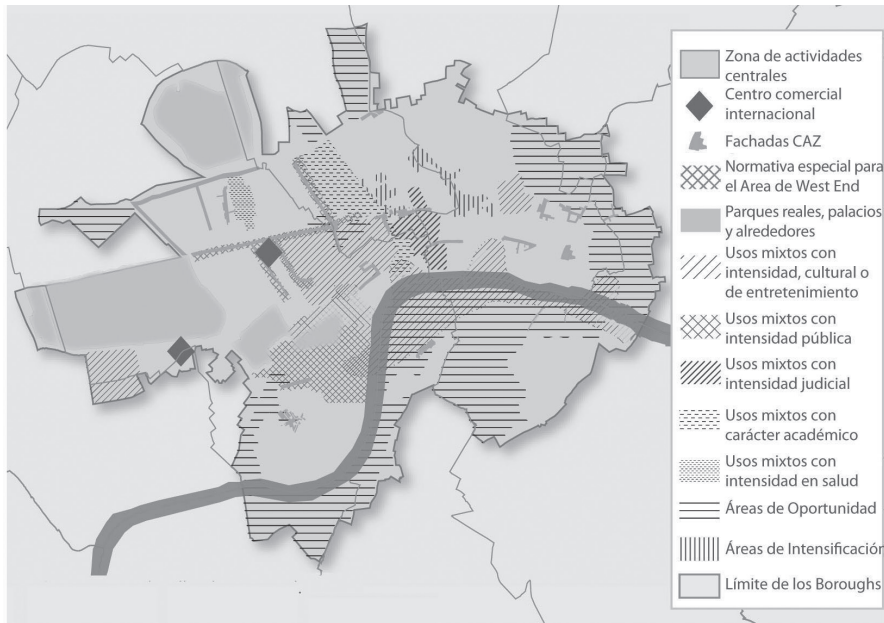 Zona de actividades
centrales
Centro comercial
internacional
Fachadas CAZ
Normativa especial para
el Area de West End
Parques reales, palacios
y alrededores
Usos mixtos con
intensidad, cultural o
de entretenimiento
Usos mixtos con
intensidad pública
Usos mixtos con
intensidad judicial
Usos mixtos con
carácter académico
Usos mixtos con
intensidad en salud
Áreas de Oportunidad
Áreas de Intensificación
Límite de los Boroughs